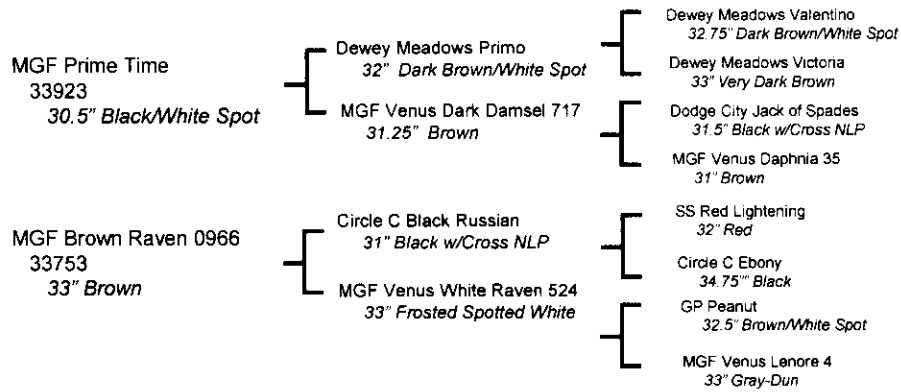 MGF Prime Time
33923
30.5" Black/White Spot
Dewey Meadows Primo
32" Dark Brown/White Spot
MGF Venus Dark Damsel 717
31.25" Brown
Dewey Meadows Valentino
32.75" Dark Brown/White Spot
Dewey Meadows Victoria
33" Very Dark Brown
Dodge City Jack of Spades
31.5" Black w/Cross NLP
MGF Venus Daphnia 35
31" Brown
MGF Brown Raven 0966
33753
33" Brown
Circle C Black Russian
31" Black w/Cross NLP
MGF Venus White Raven 524
33" Frosted Spotted White
SS Red Lightening
32" Red
Circle C Ebony
34.75"" Black
GP Peanut
32.5" Brown/White Spot
MGF Venus Lenore 4
33" Gray-Dun